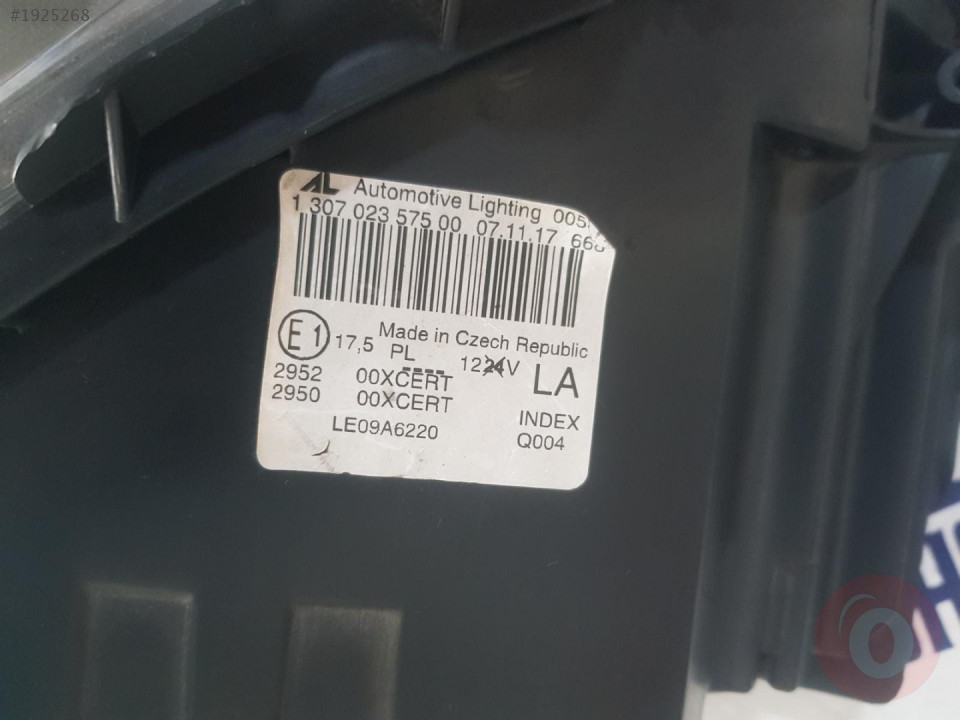 #1925268
AL Automotive Lighting
1 307 023 575 00 07.11.17
E1 17,5 Made in Czech Republic
PL 1224V LA
2952 00XCERT
2950 00XCERT
INDEX
LE09A6220 Q004